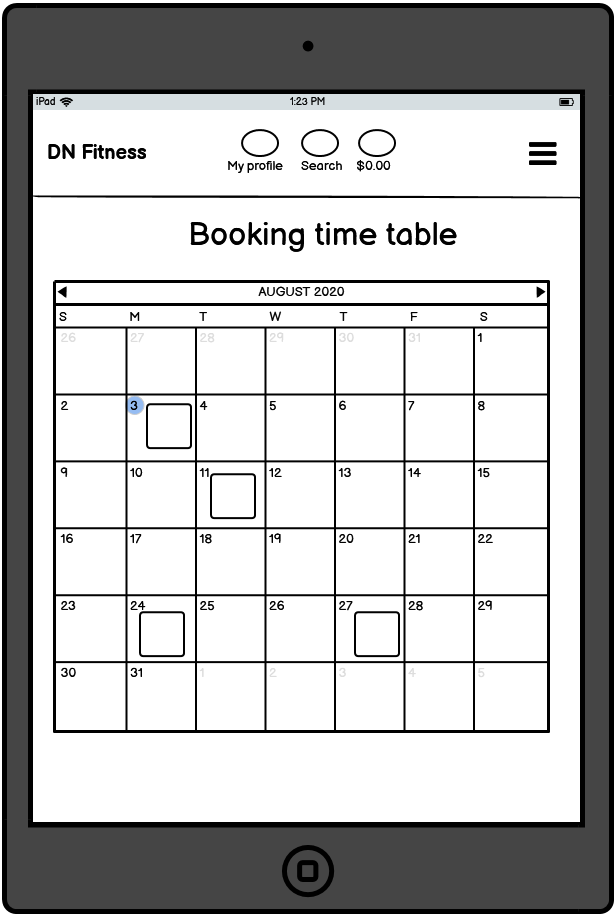 iPad 1:23 PM
DN Fitness
My profile Search $0.00
Booking time table
AUGUST 2020
S M T W T F S
26 27 28 29 30 31 1
2 3 4 5 6 7 8
9 10 11 12 13 14 15
16 17 18 19 20 21 22
23 24 25 26 27 28 29
30 31 1 2 3 4 5